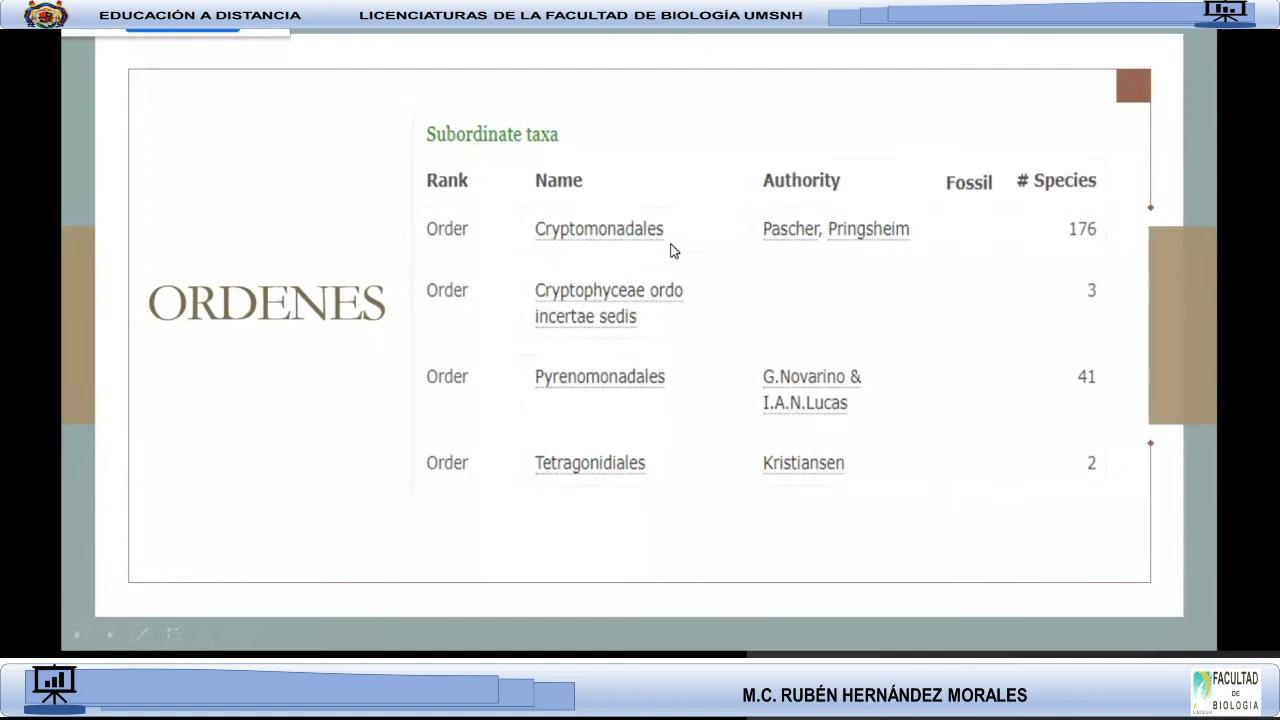 EDUCACIÓN A DISTANCIA LICENCIATURAS DE LA FACULTAD DE BIOLOGÍA UMSNH
ORDENES
Subordinate taxa
Rank Name Authority Fossil # Species
Order Cryptomonadales Pascher, Pringsheim 176
Order Cryptophyceae ordo 3
incertae sedis
Order Pyrenomonadales G.Novarino & 41
I.A.N.Lucas
Order Tetragonidiales Kristiansen 2
M.C. RUBÉN HERNÁNDEZ MORALES
FACULTAD
DE
BIOLOGIA
UMSNH